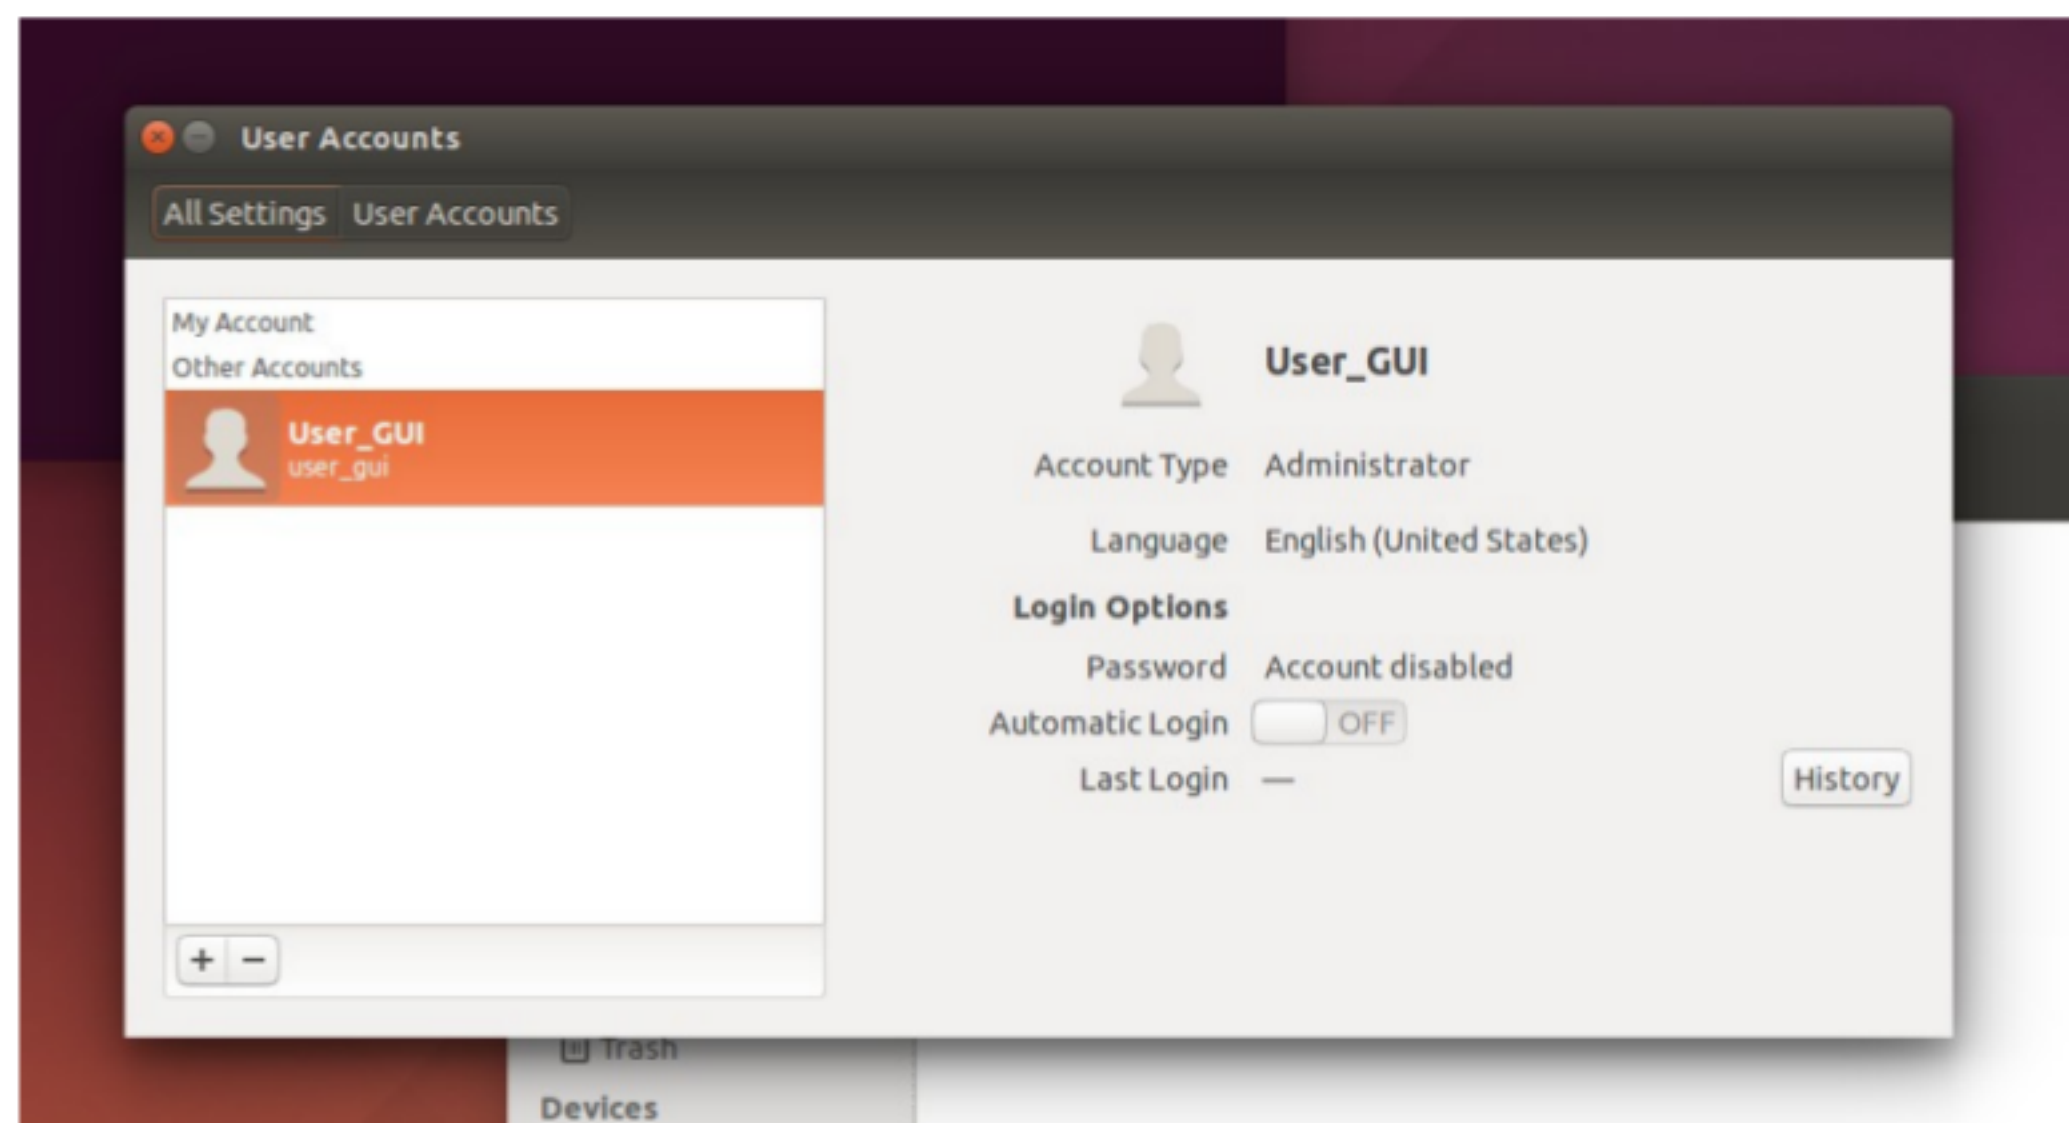 User Accounts
All Settings User Accounts
My Account
Other Accounts
User_GUI
user_gui
User_GUI
Account Type Administrator
Language English (United States)
Login Options
Password Account disabled
Automatic Login OFF
Last Login —
History
+ −
Trash
Devices